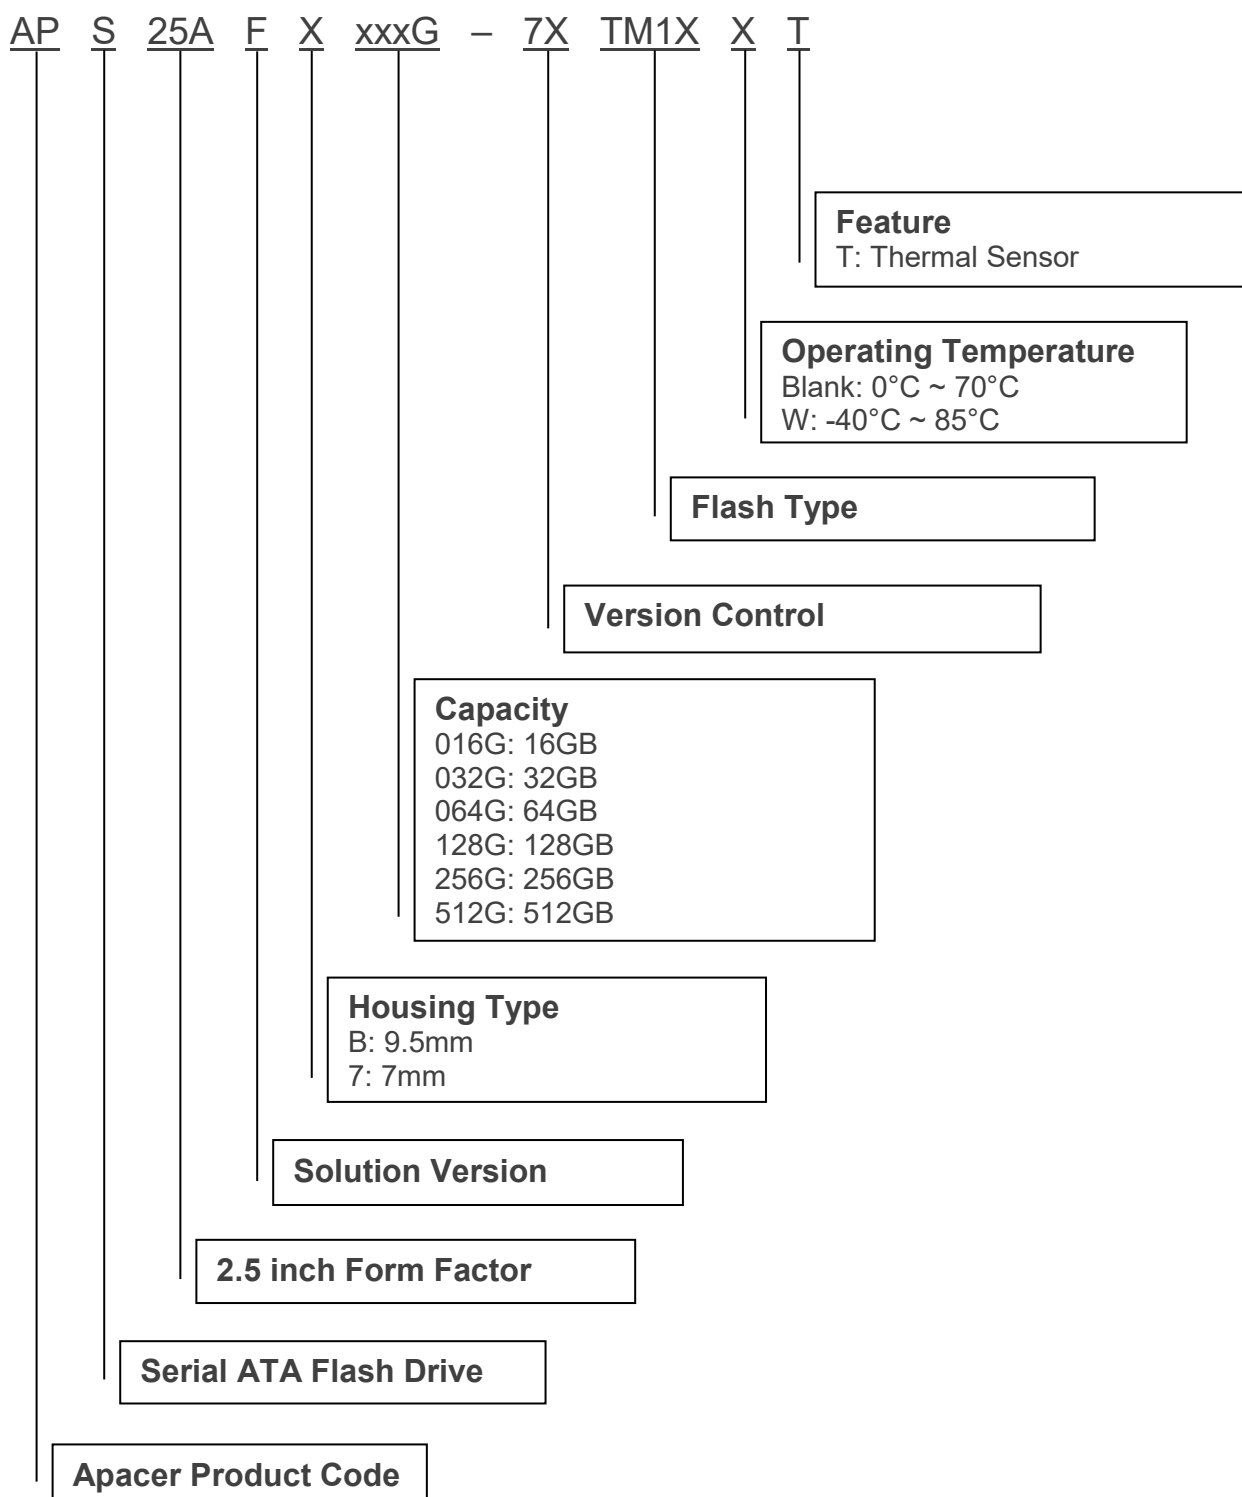 AP S 25A F X xxxG – 7X TM1X X T
Feature
T: Thermal Sensor
Operating Temperature
Blank: 0°C ~ 70°C
W: -40°C ~ 85°C
Flash Type
Version Control
Capacity
016G: 16GB
032G: 32GB
064G: 64GB
128G: 128GB
256G: 256GB
512G: 512GB
Housing Type
B: 9.5mm
7: 7mm
Solution Version
2.5 inch Form Factor
Serial ATA Flash Drive
Apacer Product Code